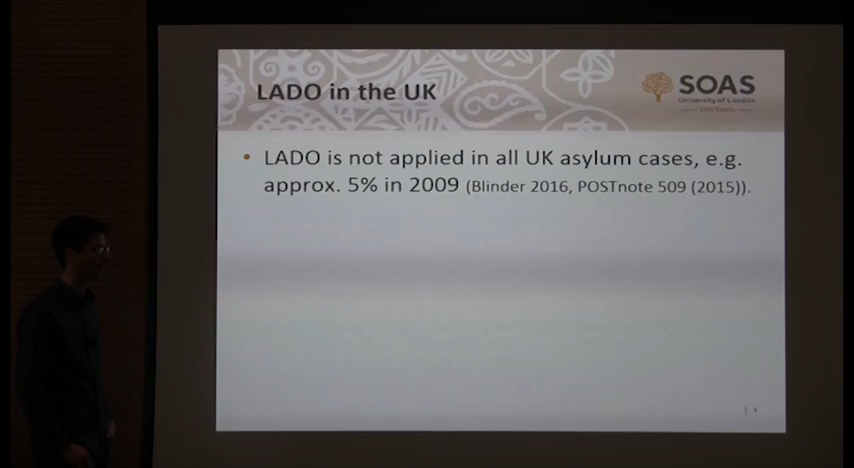 LADO in the UK
SOAS
University of London
• LADO is not applied in all UK asylum cases, e.g.
approx. 5% in 2009 (Blinder 2016, POSTnote 509 (2015)).